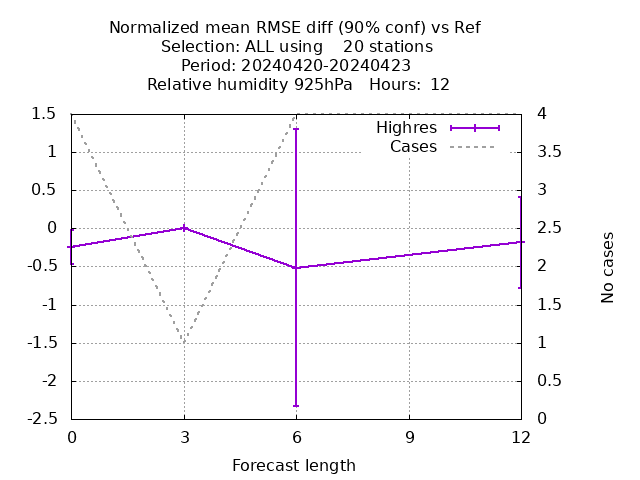 Normalized mean RMSE diff (90% conf) vs Ref
Selection: ALL using    20 stations
Period: 20240420-20240423
Relative humidity 925hPa   Hours:  12
1.5
1
0.5
0
-0.5
-1
-1.5
-2
-2.5
Highres
Cases
4
3.5
3
2.5
2
1.5
1
0.5
0
No cases
0 3 6 9 12
Forecast length